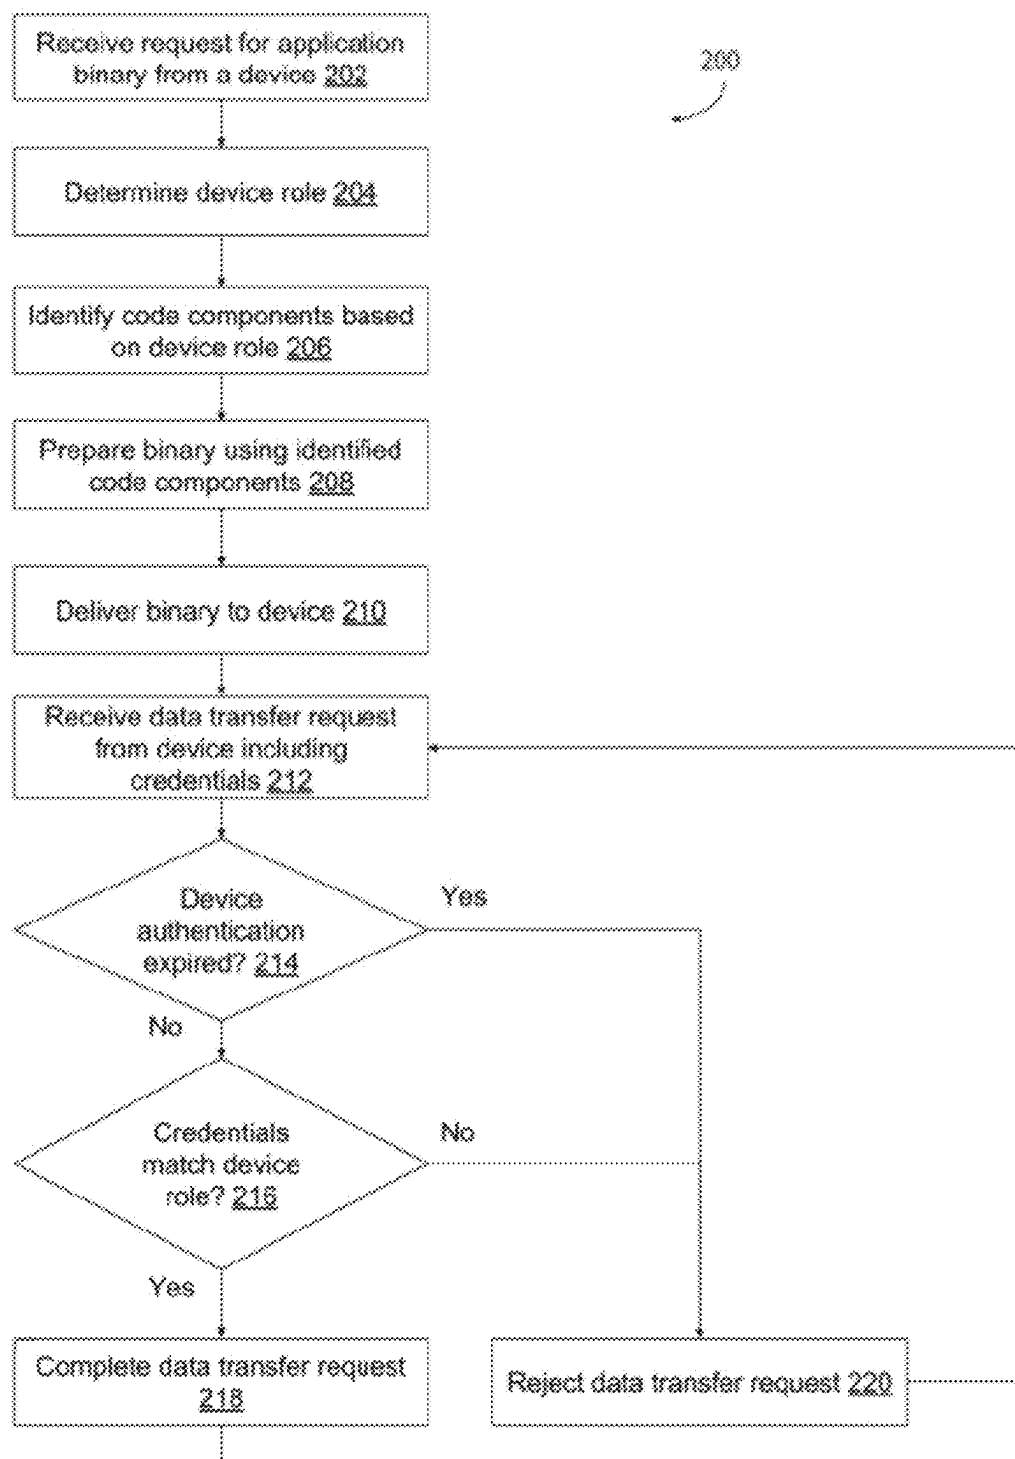 Receive request for application
binary from a device 202
200
Determine device role 204
Identify code components based
on device role 206
Prepare binary using identified
code components 208
Deliver binary to device 210
Receive data transfer request
from device including
credentials 212
Device
authentication
expired? 214
Yes
No
Credentials
match device
role? 216
No
Yes
Complete data transfer request
218
Reject data transfer request 220